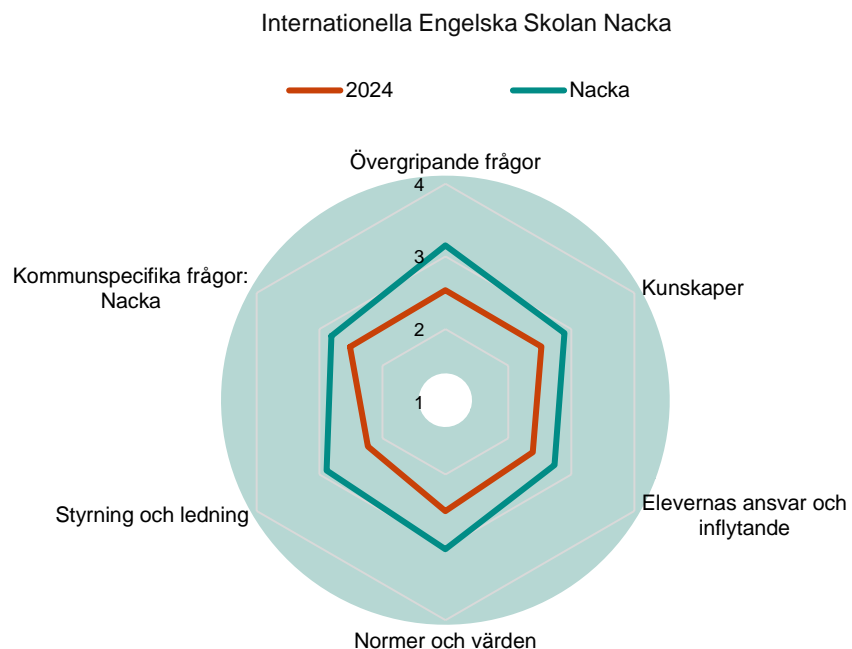 Internationella Engelska Skolan Nacka
2024
Nacka
Övergripande frågor
4
3
2
1
Kunskaper
Elevernas ansvar och
inflytande
Normer och värden
Styrning och ledning
Kommunspecifika frågor:
Nacka